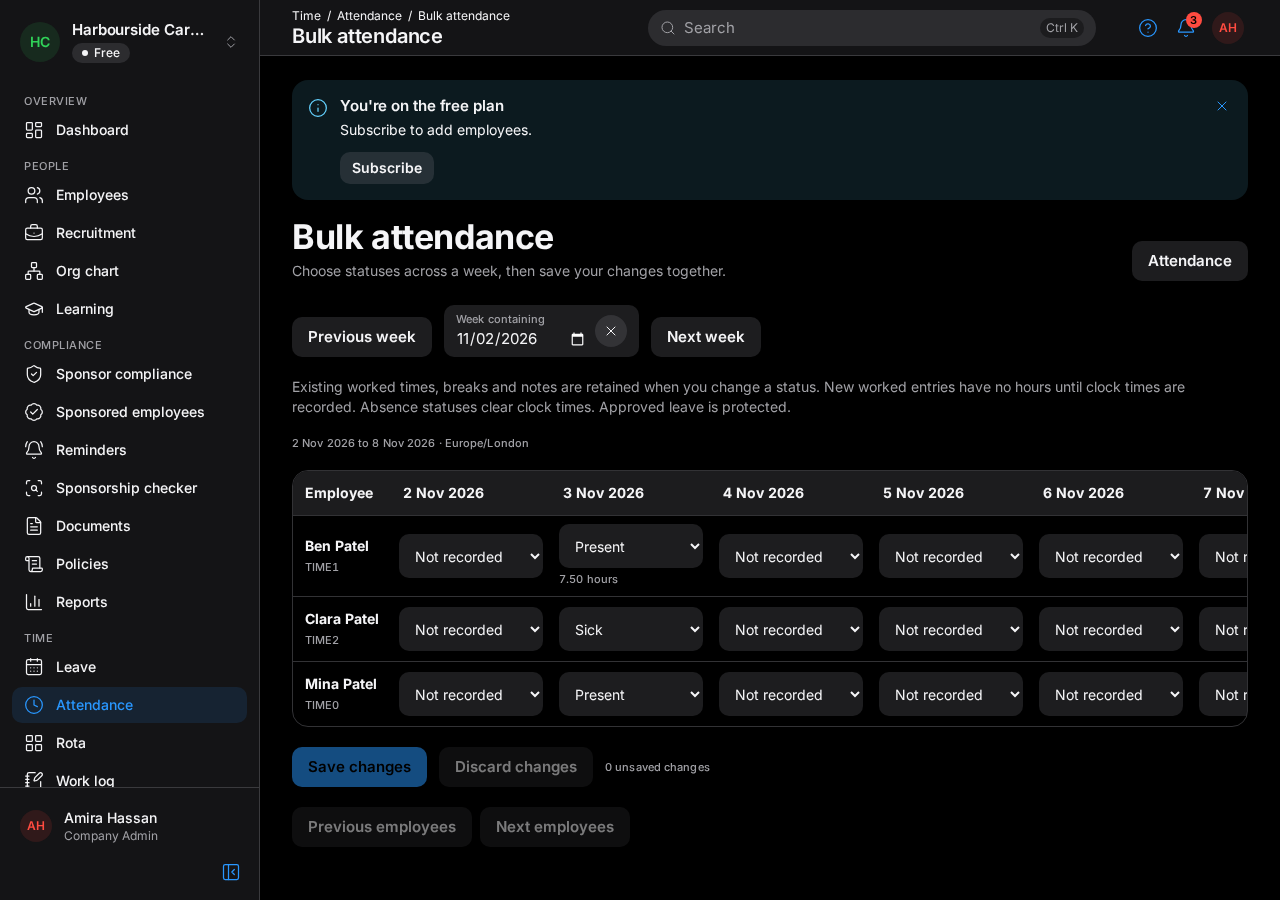 HC
Harbourside Car...
Free
OVERVIEW
Dashboard
PEOPLE
Employees
Recruitment
Org chart
Learning
COMPLIANCE
Sponsor compliance
Sponsored employees
Reminders
Sponsorship checker
Documents
Policies
Reports
TIME
Leave
Attendance
Rota
Work log
AH
Amira Hassan
Company Admin
Time / Attendance / Bulk attendance
Bulk attendance
Search
Ctrl K
3
AH
You're on the free plan
Subscribe to add employees.
Subscribe
Bulk attendance
Choose statuses across a week, then save your changes together.
Attendance
Previous week
Week containing
11/02/2026
Next week
Existing worked times, breaks and notes are retained when you change a status. New worked entries have no hours until clock times are
recorded. Absence statuses clear clock times. Approved leave is protected.
2 Nov 2026 to 8 Nov 2026 · Europe/London
Employee 2 Nov 2026 3 Nov 2026 4 Nov 2026 5 Nov 2026 6 Nov 2026 7 Nov
Ben Patel
TIME1
Not recorded Present Not recorded Not recorded Not recorded Not r
7.50 hours
Clara Patel
TIME2
Not recorded Sick Not recorded Not recorded Not recorded Not r
Mina Patel
TIME0
Not recorded Present Not recorded Not recorded Not recorded Not r
Save changes
Discard changes
0 unsaved changes
Previous employees
Next employees